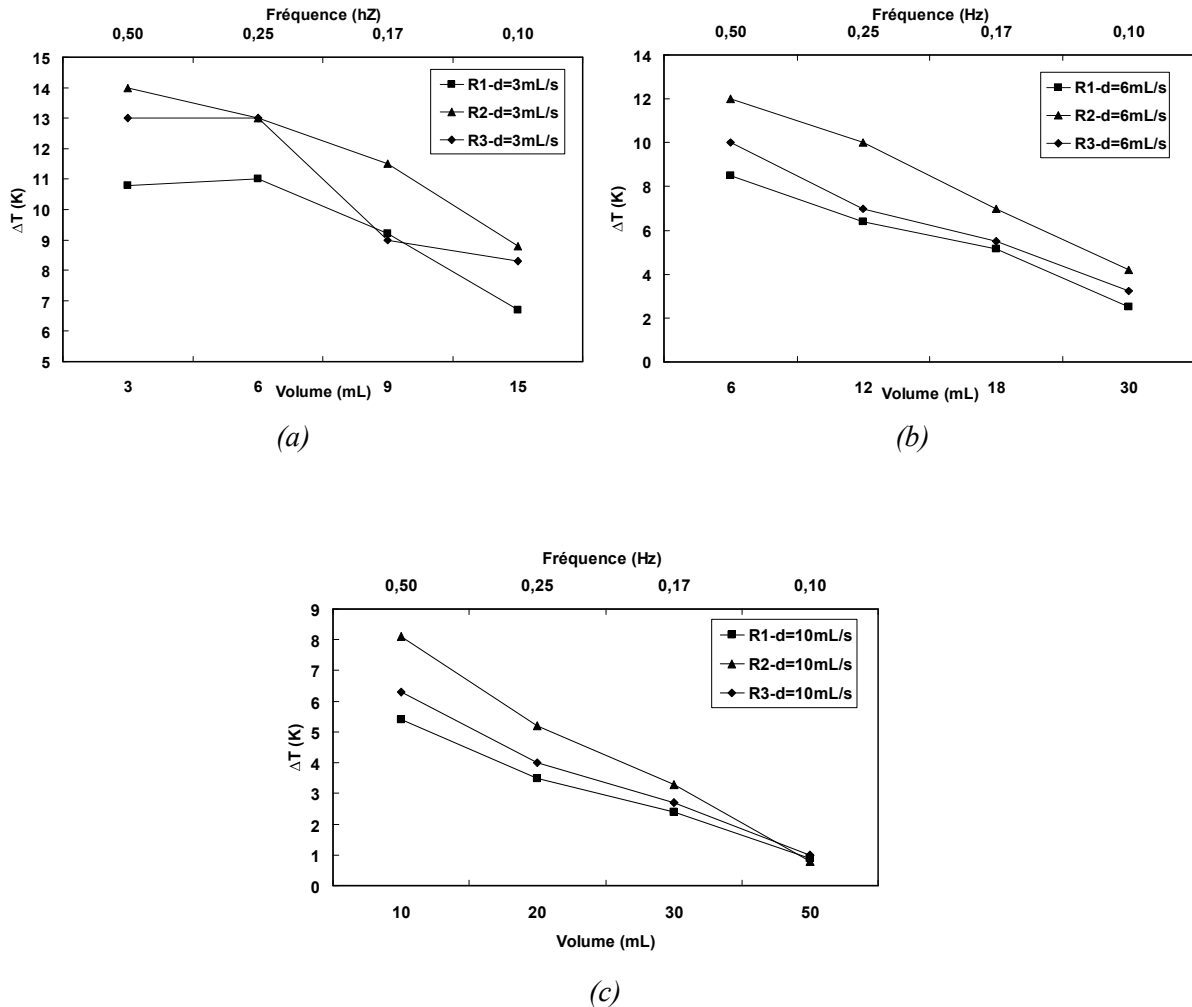 Fréquence (hZ)
0,50 0,25 0,17 0,10
15
14
13
12
11
10
9
8
7
6
5
ΔT (K)
R1-d=3mL/s
R2-d=3mL/s
R3-d=3mL/s
3 6 9 15
Volume (mL)
(a)
Fréquence (Hz)
0,50 0,25 0,17 0,10
14
12
10
8
6
4
2
0
ΔT (K)
R1-d=6mL/s
R2-d=6mL/s
R3-d=6mL/s
6 12 18 30
Volume (mL)
(b)
Fréquence (Hz)
0,50 0,25 0,17 0,10
9
8
7
6
5
4
3
2
1
0
ΔT (K)
R1-d=10mL/s
R2-d=10mL/s
R3-d=10mL/s
10 20 30 50
Volume (mL)
(c)